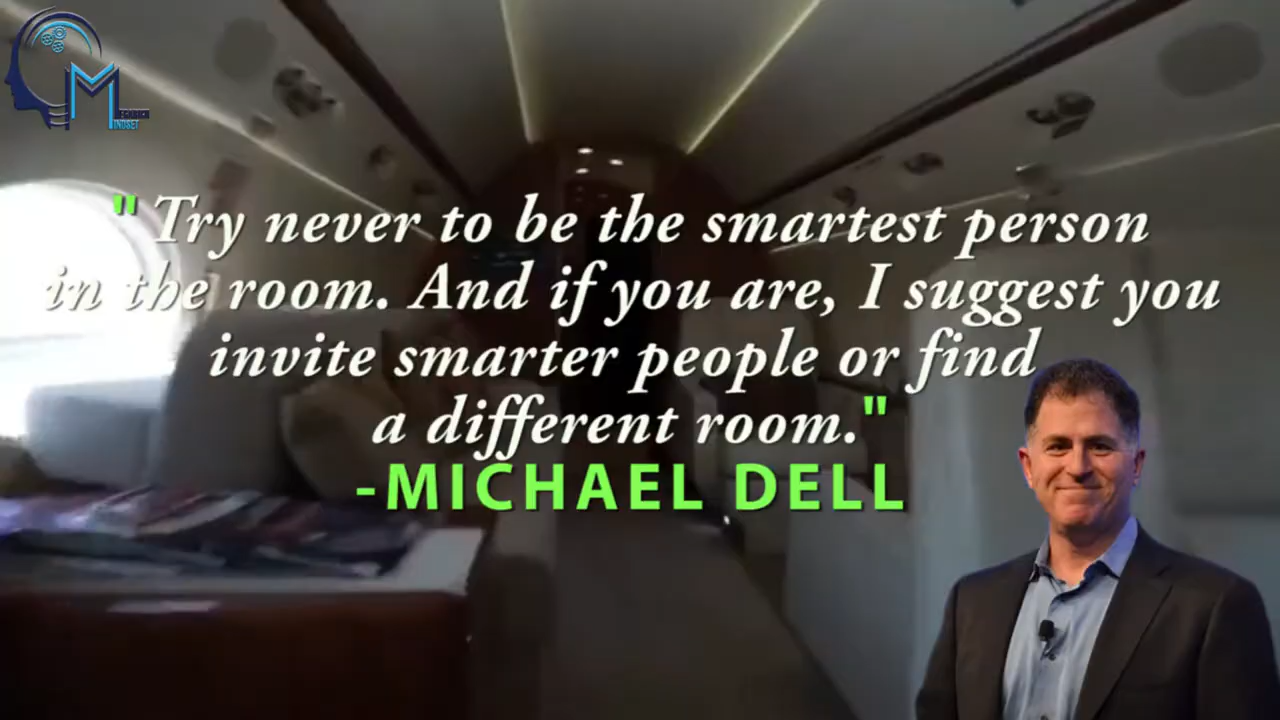 M
INDSET
" Try never to be the smartest person
in the room. And if you are, I suggest you
invite smarter people or find
a different room."
-MICHAEL DELL